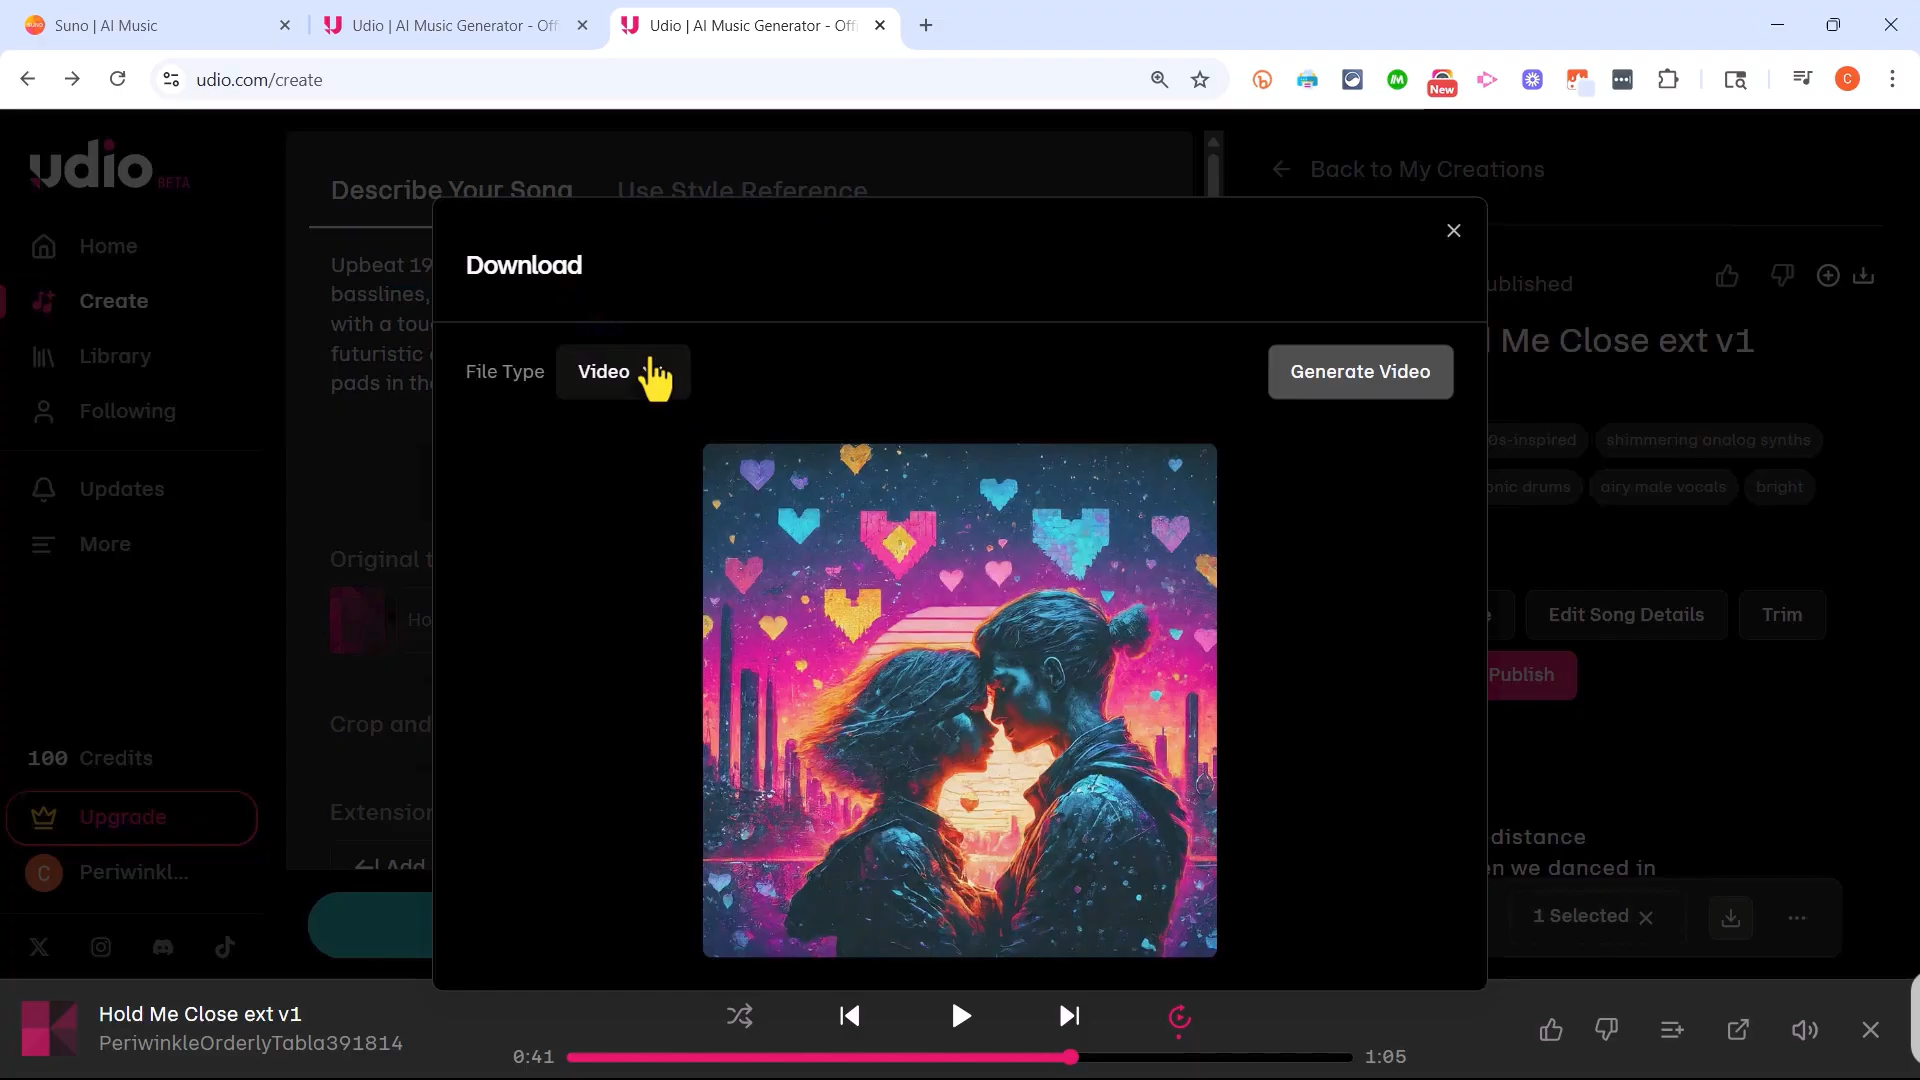 Suno | AI Music
Udio | AI Music Generator - Off
Udio | AI Music Generator - Offi
udio.com/create
New
C
udio BETA
Home
Create
Library
Following
Updates
More
100 Credits
Upgrade
C
Periwinkl...
Describe Your Song
Use Style Reference
Upbeat 19
basslines,
with a tou
futuristic
pads in the
Original t
Ho
Crop and
Extension
Add
Download
File Type
Video
Generate Video
Back to My Creations
ublished
Me Close ext v1
0s-inspired
shimmering analog synths
onic drums
airy male vocals
bright
e
Edit Song Details
Trim
Publish
distance
n we danced in
1 Selected
Hold Me Close ext v1
PeriwinkleOrderlyTabla391814
0:41
1:05